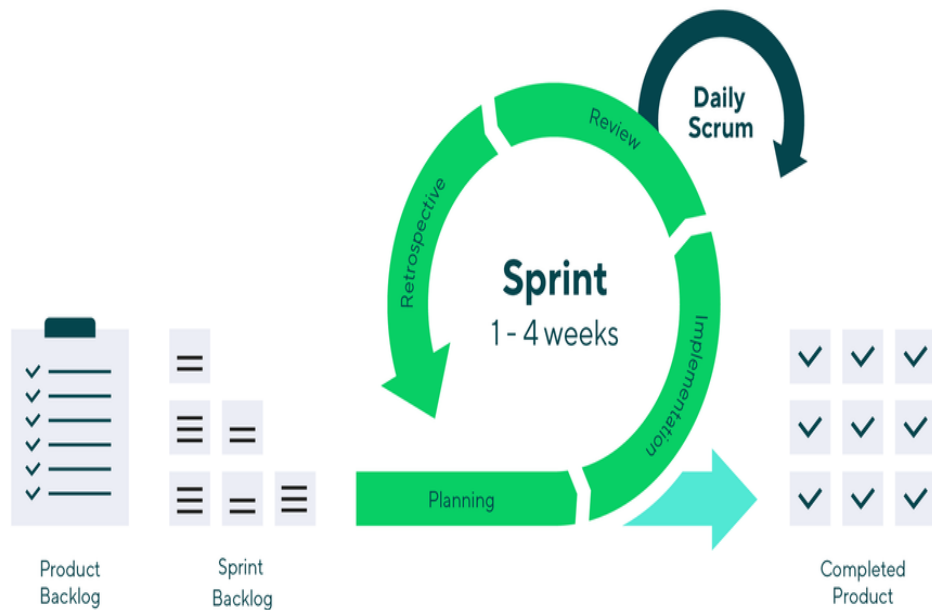 Daily
Scrum
Review
Retrospective
Sprint
1 - 4 weeks
Implementation
Planning
Product
Backlog
Sprint
Backlog
Completed
Product